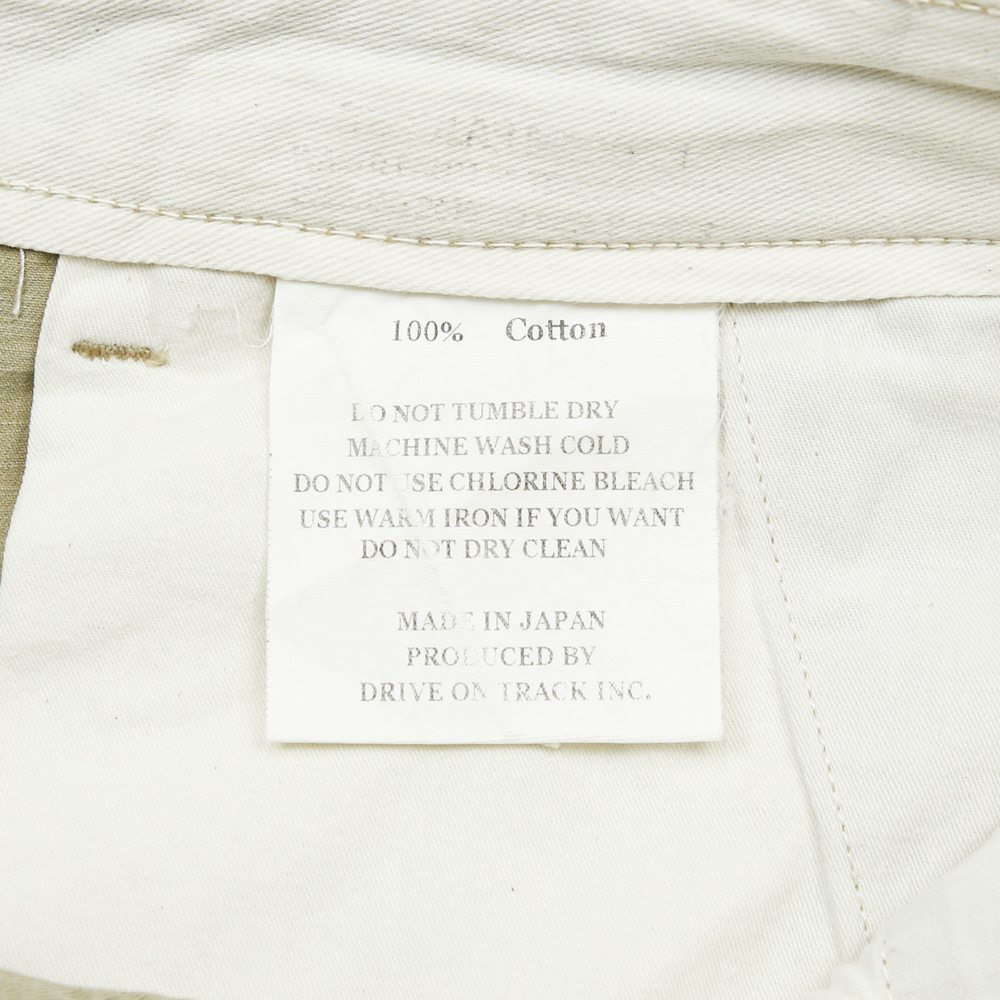 100% Cotton
DO NOT TUMBLE DRY
MACHINE WASH COLD
DO NOT USE CHLORINE BLEACH
USE WARM IRON IF YOU WANT
DO NOT DRY CLEAN
MADE IN JAPAN
PRODUCED BY
DRIVE ON TRACK INC.